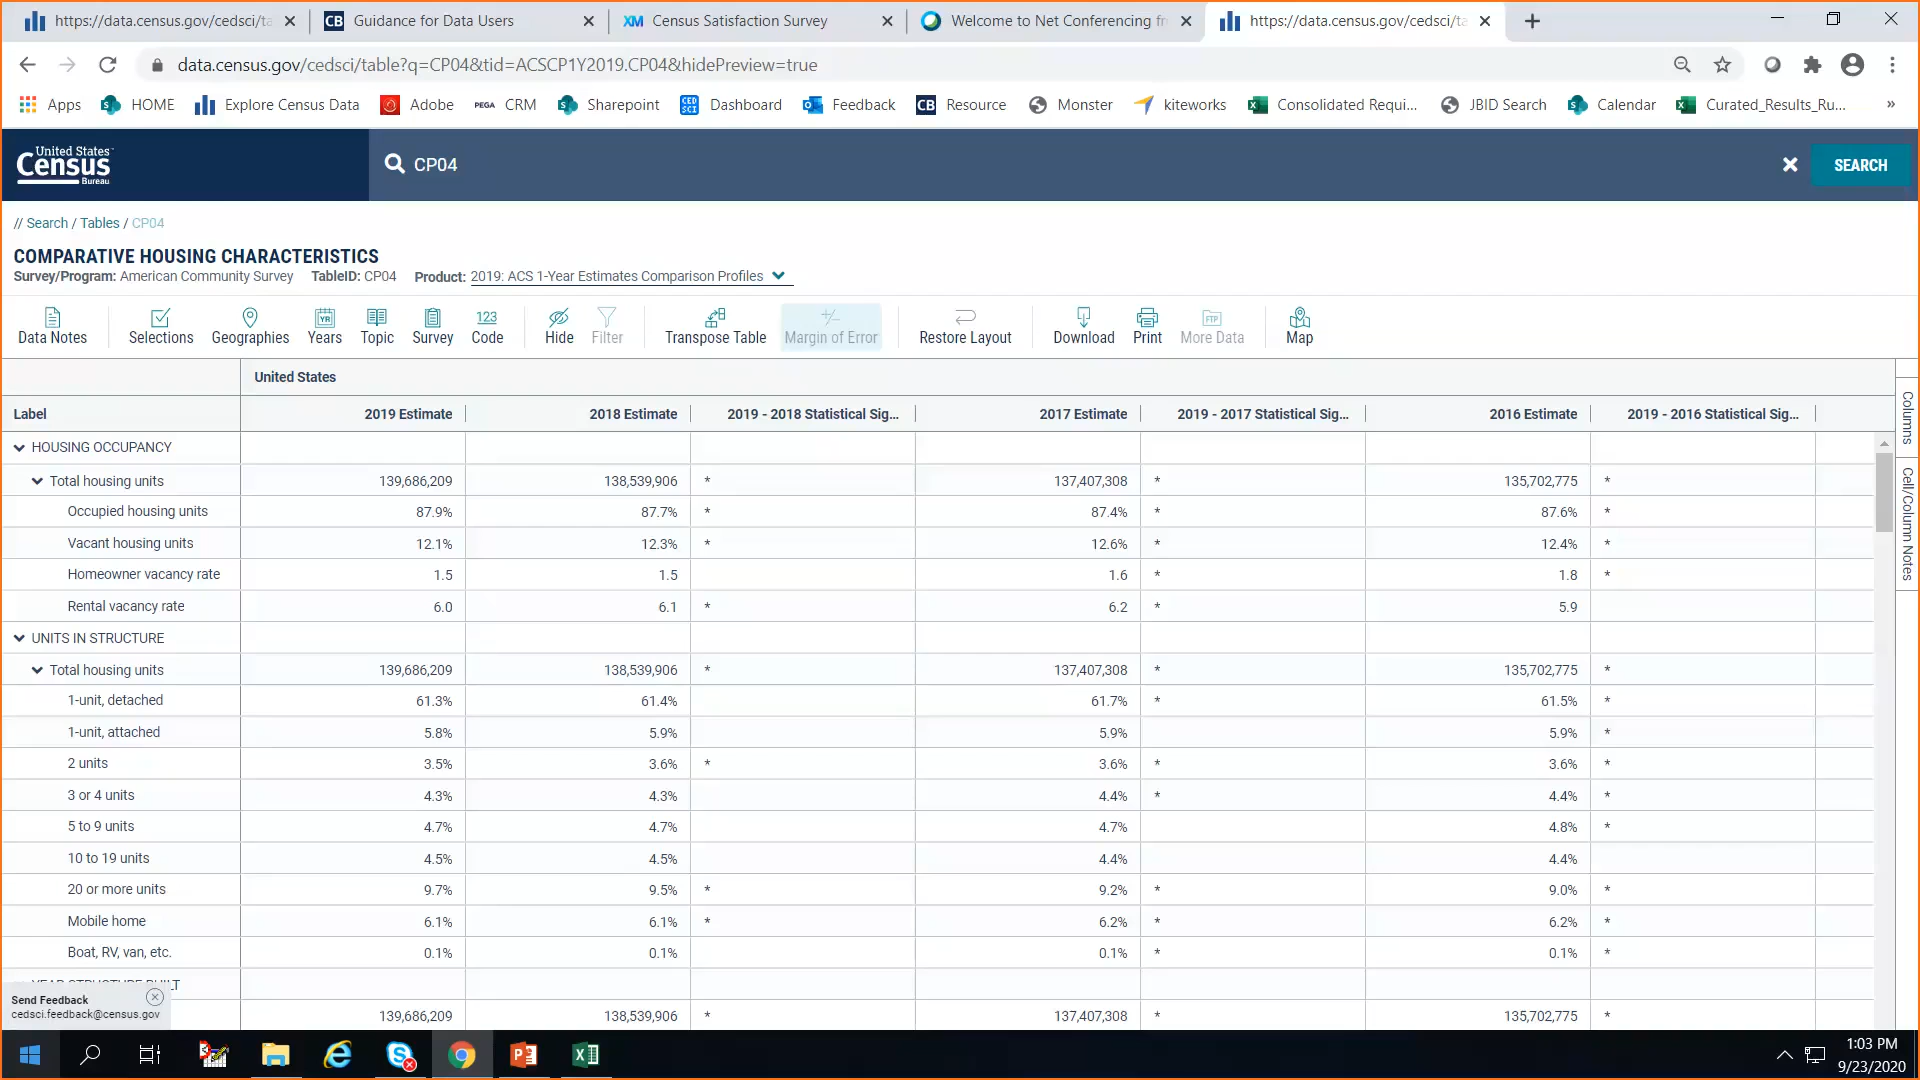 https://data.census.gov/cedsci/ta
Guidance for Data Users
Census Satisfaction Survey
Welcome to Net Conferencing fr
https://data.census.gov/cedsci/ta
data.census.gov/cedsci/table?q=CP04&tid=ACSCP1Y2019.CP04&hidePreview=true
Apps HOME Explore Census Data Adobe PEGA CRM Sharepoint CED SCI Dashboard Feedback CB Resource Monster kiteworks Consolidated Requi... JBID Search Calendar Curated_Results_Ru... »
United States
Census
Bureau
CP04
SEARCH
// Search / Tables / CP04
COMPARATIVE HOUSING CHARACTERISTICS
Survey/Program: American Community Survey TableID: CP04 Product: 2019: ACS 1-Year Estimates Comparison Profiles
Data Notes Selections Geographies Years Topic Survey Code Hide Filter Transpose Table Margin of Error Restore Layout Download Print More Data Map
United States
Label 2019 Estimate 2018 Estimate 2019 - 2018 Statistical Sig... 2017 Estimate 2019 - 2017 Statistical Sig... 2016 Estimate 2019 - 2016 Statistical Sig...
HOUSING OCCUPANCY
Total housing units 139,686,209 138,539,906 * 137,407,308 * 135,702,775 *
Occupied housing units 87.9% 87.7% * 87.4% * 87.6% *
Vacant housing units 12.1% 12.3% * 12.6% * 12.4% *
Homeowner vacancy rate 1.5 1.5 1.6 * 1.8 *
Rental vacancy rate 6.0 6.1 * 6.2 * 5.9
UNITS IN STRUCTURE
Total housing units 139,686,209 138,539,906 * 137,407,308 * 135,702,775 *
1-unit, detached 61.3% 61.4% 61.7% * 61.5% *
1-unit, attached 5.8% 5.9% 5.9% 5.9% *
2 units 3.5% 3.6% * 3.6% * 3.6% *
3 or 4 units 4.3% 4.3% 4.4% * 4.4% *
5 to 9 units 4.7% 4.7% 4.7% 4.8% *
10 to 19 units 4.5% 4.5% 4.4% 4.4%
20 or more units 9.7% 9.5% * 9.2% * 9.0% *
Mobile home 6.1% 6.1% * 6.2% * 6.2% *
Boat, RV, van, etc. 0.1% 0.1% 0.1% * 0.1% *
YEAR STRUCTURE BUILT
139,686,209 138,539,906 * 137,407,308 * 135,702,775 *
Columns
Cell/Column Notes
Send Feedback
cedsci.feedback@census.gov
1:03 PM
9/23/2020